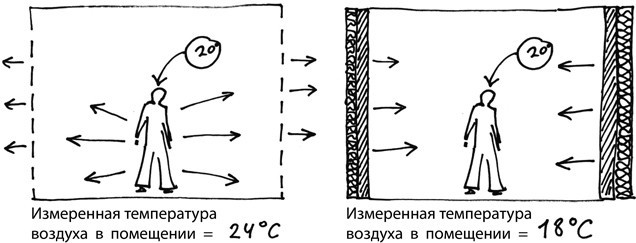 20°
20°
Измеренная температура
воздуха в помещении = 24°C
Измеренная температура
воздуха в помещении = 18°C